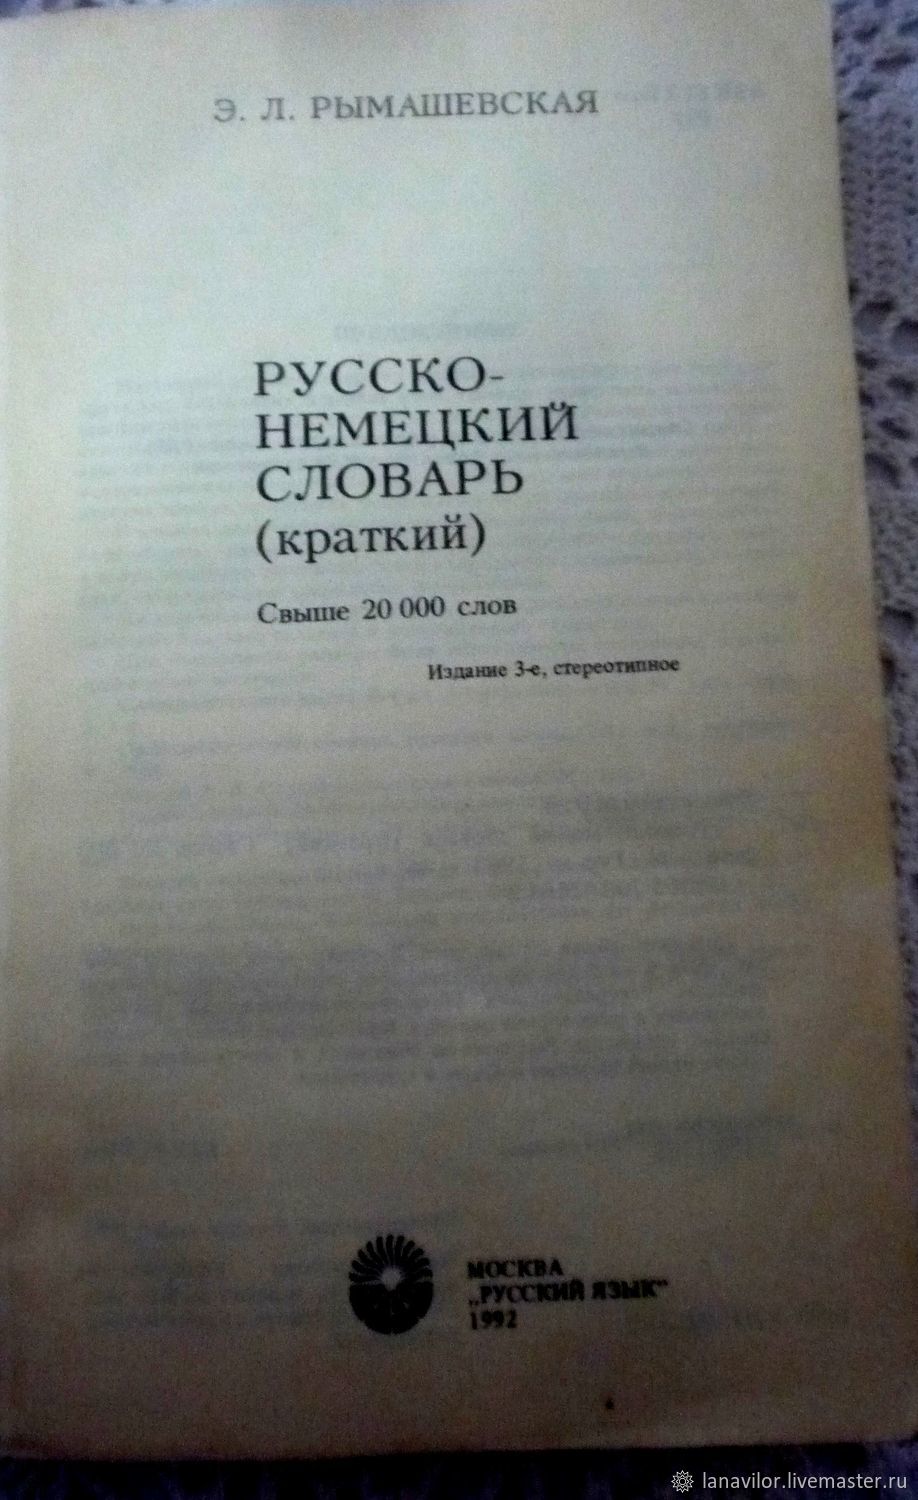 Э. Л. РЫМАШЕВСКАЯ
РУССКО-
НЕМЕЦКИЙ
СЛОВАРЬ
(краткий)
Свыше 20 000 слов
Издание 3-е, стереотипное
МОСКВА
„РУССКИЙ ЯЗЫК"
1992
lanavilor.livemaster.ru